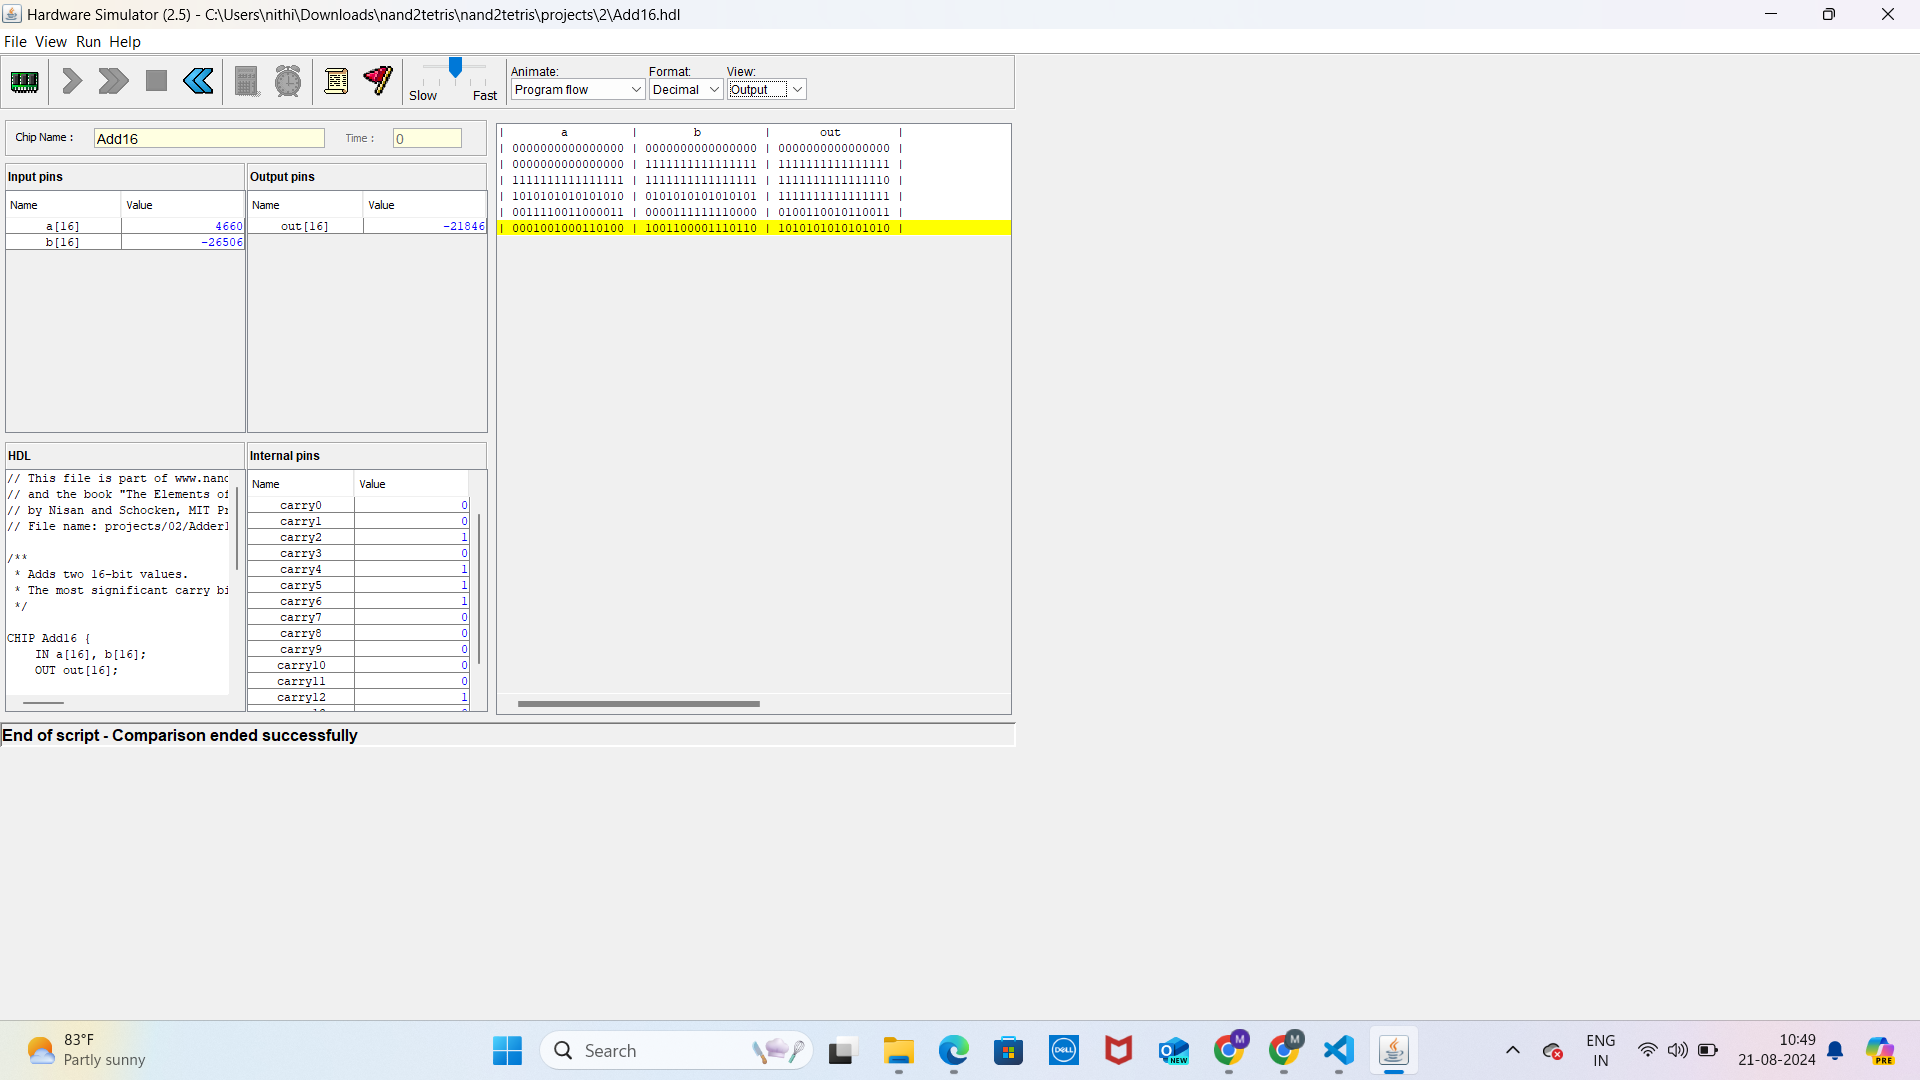 Hardware Simulator (2.5) - C:\Users\nithi\Downloads\nand2tetris\nand2tetris\projects\2\Add16.hdl
File View Run Help
Slow Fast
Animate:
Program flow
Format:
Decimal
View:
Output
Chip Name :
Add16
Time :
0
Input pins
Name Value
a[16] 4660
b[16] -26506
Output pins
Name Value
out[16] -21846
| a | b | out |
| 0000000000000000 | 0000000000000000 | 0000000000000000 |
| 0000000000000000 | 1111111111111111 | 1111111111111111 |
| 1111111111111111 | 1111111111111111 | 1111111111111110 |
| 1010101010101010 | 0101010101010101 | 1111111111111111 |
| 0011110011000011 | 0000111111110000 | 0100110010110011 |
| 0001001000110100 | 1001100001110110 | 1010101010101010 |
HDL
// This file is part of www.nand
// and the book "The Elements of
// by Nisan and Schocken, MIT Pr
// File name: projects/02/Adder1
/**
* Adds two 16-bit values.
* The most significant carry bi
*/
CHIP Add16 {
IN a[16], b[16];
OUT out[16];
Internal pins
Name Value
carry0 0
carry1 0
carry2 1
carry3 0
carry4 1
carry5 1
carry6 1
carry7 0
carry8 0
carry9 0
carry10 0
carry11 0
carry12 1
End of script - Comparison ended successfully
83°F
Partly sunny
Search
DELL
NEW
M
M
ENG
IN
10:49
21-08-2024
PRE